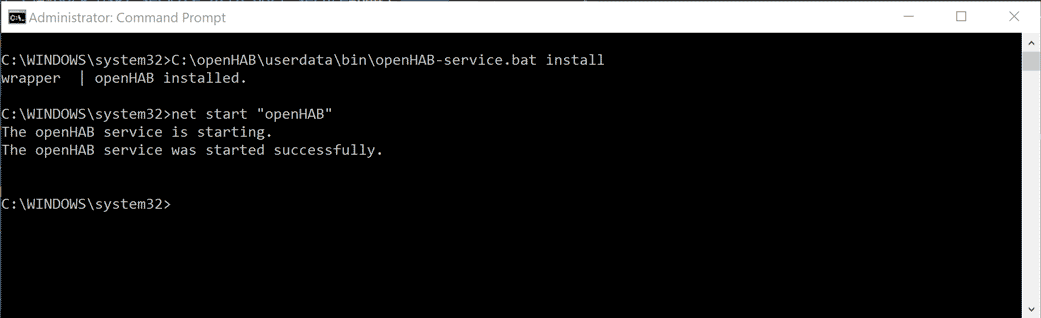 Administrator: Command Prompt
C:\WINDOWS\system32>C:\openHAB\userdata\bin\openHAB-service.bat install
wrapper  | openHAB installed.
C:\WINDOWS\system32>net start "openHAB"
The openHAB service is starting.
The openHAB service was started successfully.
C:\WINDOWS\system32>